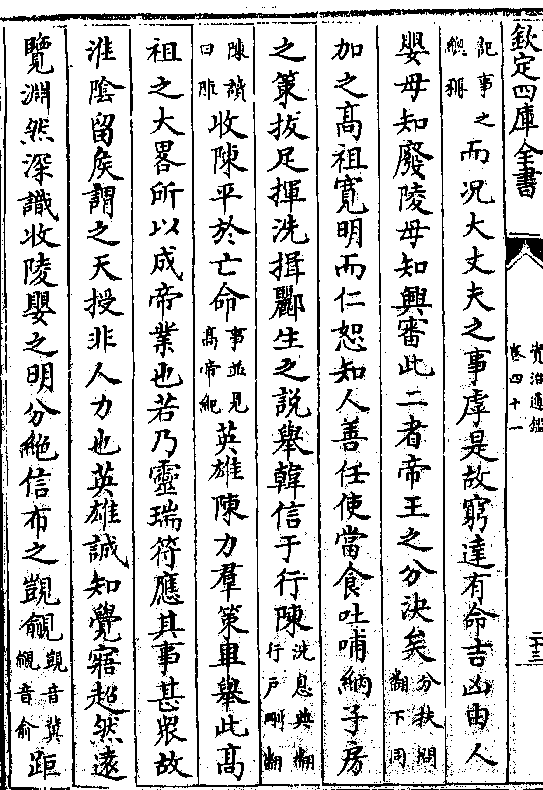 欽定四庫全書
資治通鑑
卷四十一
二十三
記事之緫稱而况大丈夫之事虖是故窮達有命吉凶由人
嬰母知廢陵母知興審此二者帝王之分決矣分扶問翻下同
加之髙祖寛明而仁恕知人善任使當食吐哺納子房
之策拔足揮洗揖酈生之説舉韓信于行陳洗息典翻行戸剛翻
陳讀曰陣收陳平於亡命事並見髙帝紀英雄陳力羣策畢舉此髙
祖之大畧所以成帝業也若乃靈瑞符應其事甚衆故
淮隂留侯謂之天授非人力也英雄誠知覺寤超然遠
覽淵然深識收陵嬰之明分絶信布之覬覦覬音冀覦音俞距